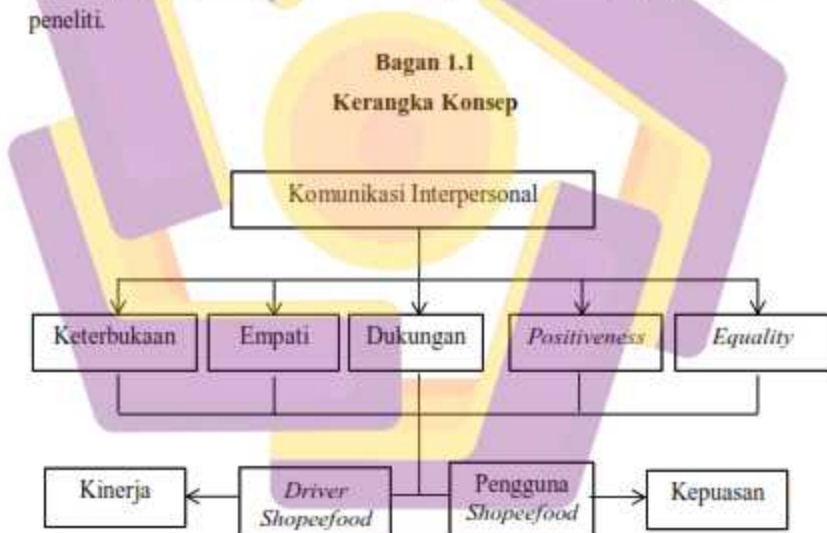 peneliti.
Bagan 1.1
Kerangka Konsep
Komunikasi Interpersonal
Keterbukaan
Empati
Dukungan
Positiveness
Equality
Kinerja
Driver
Shopeefood
Pengguna
Shopeefood
Kepuasan